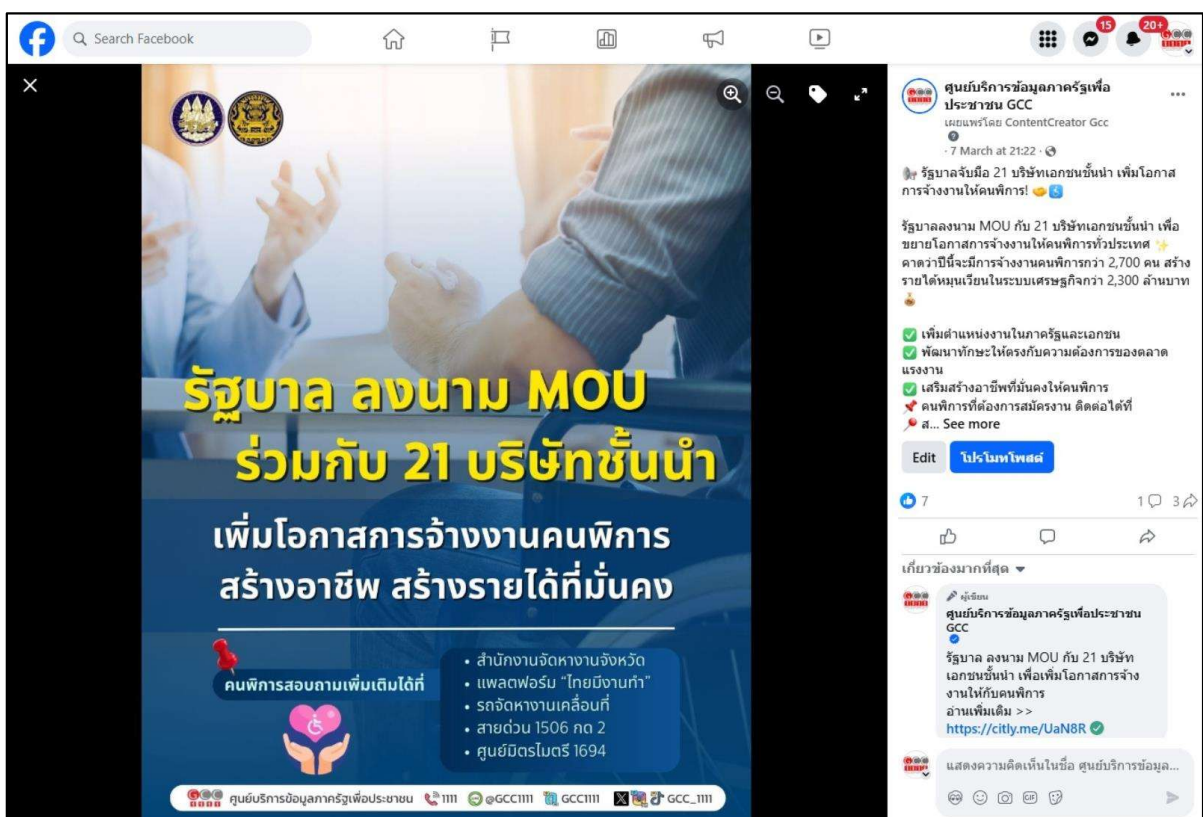 Search Facebook
15
20+
รัฐบาล ลงนาม MOU
ร่วมกับ 21 บริษัทชั้นนำ
เพิ่มโอกาสการจ้างงานคนพิการ
สร้างอาชีพ สร้างรายได้ที่มั่นคง
คนพิการสอบถามเพิ่มเติมได้ที่
• สำนักงานจัดหางานจังหวัด
• แพลตฟอร์ม “ไทยมีงานทำ”
• รถจัดหางานเคลื่อนที่
• สายด่วน 1506 กด 2
• ศูนย์มิตรไมตรี 1694
ศูนย์บริการข้อมูลภาครัฐเพื่อประชาชน 1111 @GCC1111 GCC1111 GCC_1111
ศูนย์บริการข้อมูลภาครัฐเพื่อ
ประชาชน GCC
เผยแพร่โดย ContentCreator Gcc
· 7 March at 21:22 ·
รัฐบาลจับมือ 21 บริษัทเอกชนชั้นนำ เพิ่มโอกาส
การจ้างงานให้คนพิการ!
รัฐบาลลงนาม MOU กับ 21 บริษัทเอกชนชั้นนำ เพื่อ
ขยายโอกาสการจ้างงานให้คนพิการทั่วประเทศ
คาดว่าปีนี้จะมีการจ้างงานคนพิการกว่า 2,700 คน สร้าง
รายได้หมุนเวียนในระบบเศรษฐกิจกว่า 2,300 ล้านบาท
เพิ่มตำแหน่งงานในภาครัฐและเอกชน
พัฒนาทักษะให้ตรงกับความต้องการของตลาด
แรงงาน
เสริมสร้างอาชีพที่มั่นคงให้คนพิการ
คนพิการที่ต้องการสมัครงาน ติดต่อได้ที่
ส... See more
Edit โปรโมทโพสต์
7 1 3
เกี่ยวข้องมากที่สุด
ผู้เขียน
ศูนย์บริการข้อมูลภาครัฐเพื่อประชาชน
GCC
รัฐบาล ลงนาม MOU กับ 21 บริษัท
เอกชนชั้นนำ เพื่อเพิ่มโอกาสการจ้าง
งานให้กับคนพิการ
อ่านเพิ่มเติม >>
https://citly.me/UaN8R
แสดงความคิดเห็นในชื่อ ศูนย์บริการข้อมูล...